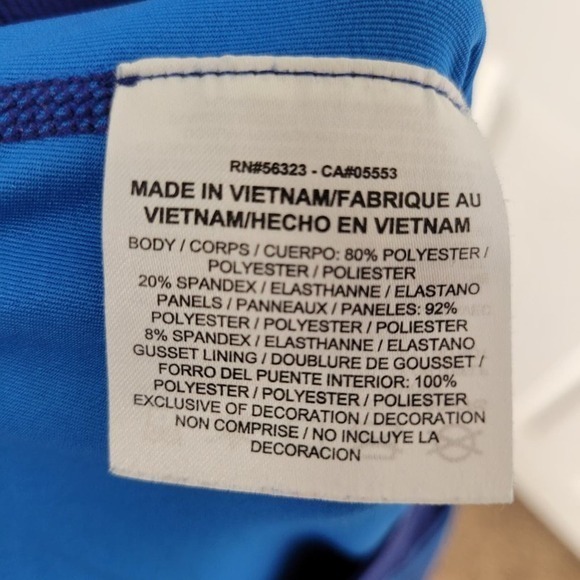 RN#56323 - CA#05553
MADE IN VIETNAM/FABRIQUE AU
VIETNAM/HECHO EN VIETNAM
BODY / CORPS / CUERPO: 80% POLYESTER /
POLYESTER / POLIESTER
20% SPANDEX / ELASTHANNE / ELASTANO
PANELS / PANNEAUX / PANELES: 92%
POLYESTER / POLYESTER / POLIESTER
8% SPANDEX / ELASTHANNE / ELASTANO
GUSSET LINING / DOUBLURE DE GOUSSET /
FORRO DEL PUENTE INTERIOR: 100%
POLYESTER / POLYESTER / POLIESTER
EXCLUSIVE OF DECORATION / DECORATION
NON COMPRISE / NO INCLUYE LA
DECORACION